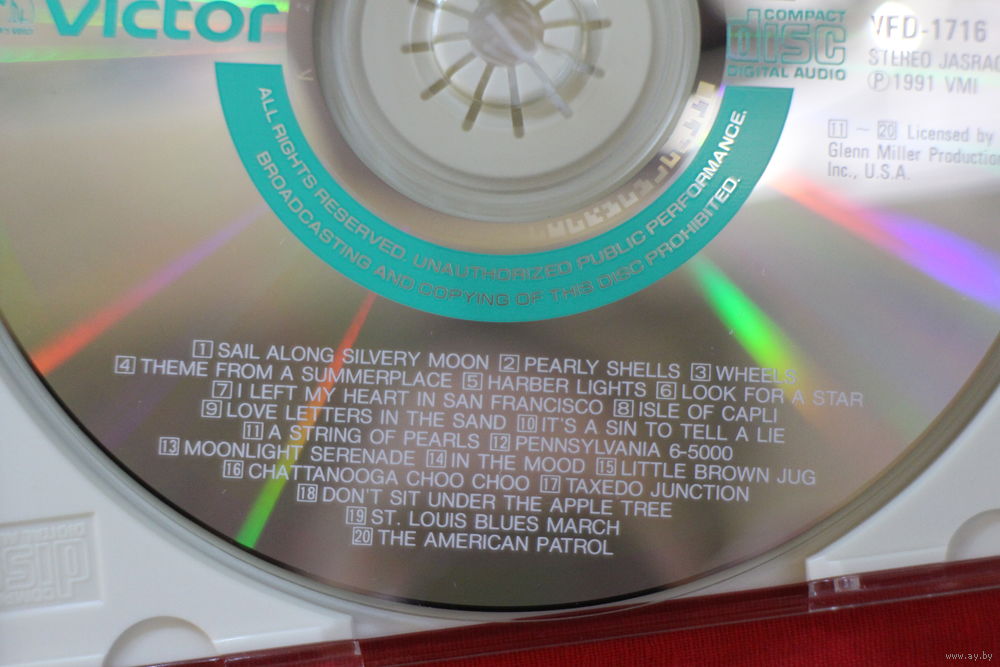 Victor
COMPACT
disc
DIGITAL AUDIO
VFD-1716
STEREO JASRAC
Ⓟ1991 VMI
11 ~ 20 Licensed by
Glenn Miller Production
Inc., U.S.A.
ALL RIGHTS RESERVED. UNAUTHORIZED PUBLIC PERFORMANCE.
BROADCASTING AND COPYING OF THIS DISC PROHIBITED.
1 SAIL ALONG SILVERY MOON 2 PEARLY SHELLS 3 WHEELS
4 THEME FROM A SUMMERPLACE 5 HARBER LIGHTS 6 LOOK FOR A STAR
7 I LEFT MY HEART IN SAN FRANCISCO 8 ISLE OF CAPLI
9 LOVE LETTERS IN THE SAND 10 IT'S A SIN TO TELL A LIE
11 A STRING OF PEARLS 12 PENNSYLVANIA 6-5000
13 MOONLIGHT SERENADE 14 IN THE MOOD 15 LITTLE BROWN JUG
16 CHATTANOOGA CHOO CHOO 17 TAXEDO JUNCTION
18 DON'T SIT UNDER THE APPLE TREE
19 ST. LOUIS BLUES MARCH
20 THE AMERICAN PATROL
disc
www.ay.by